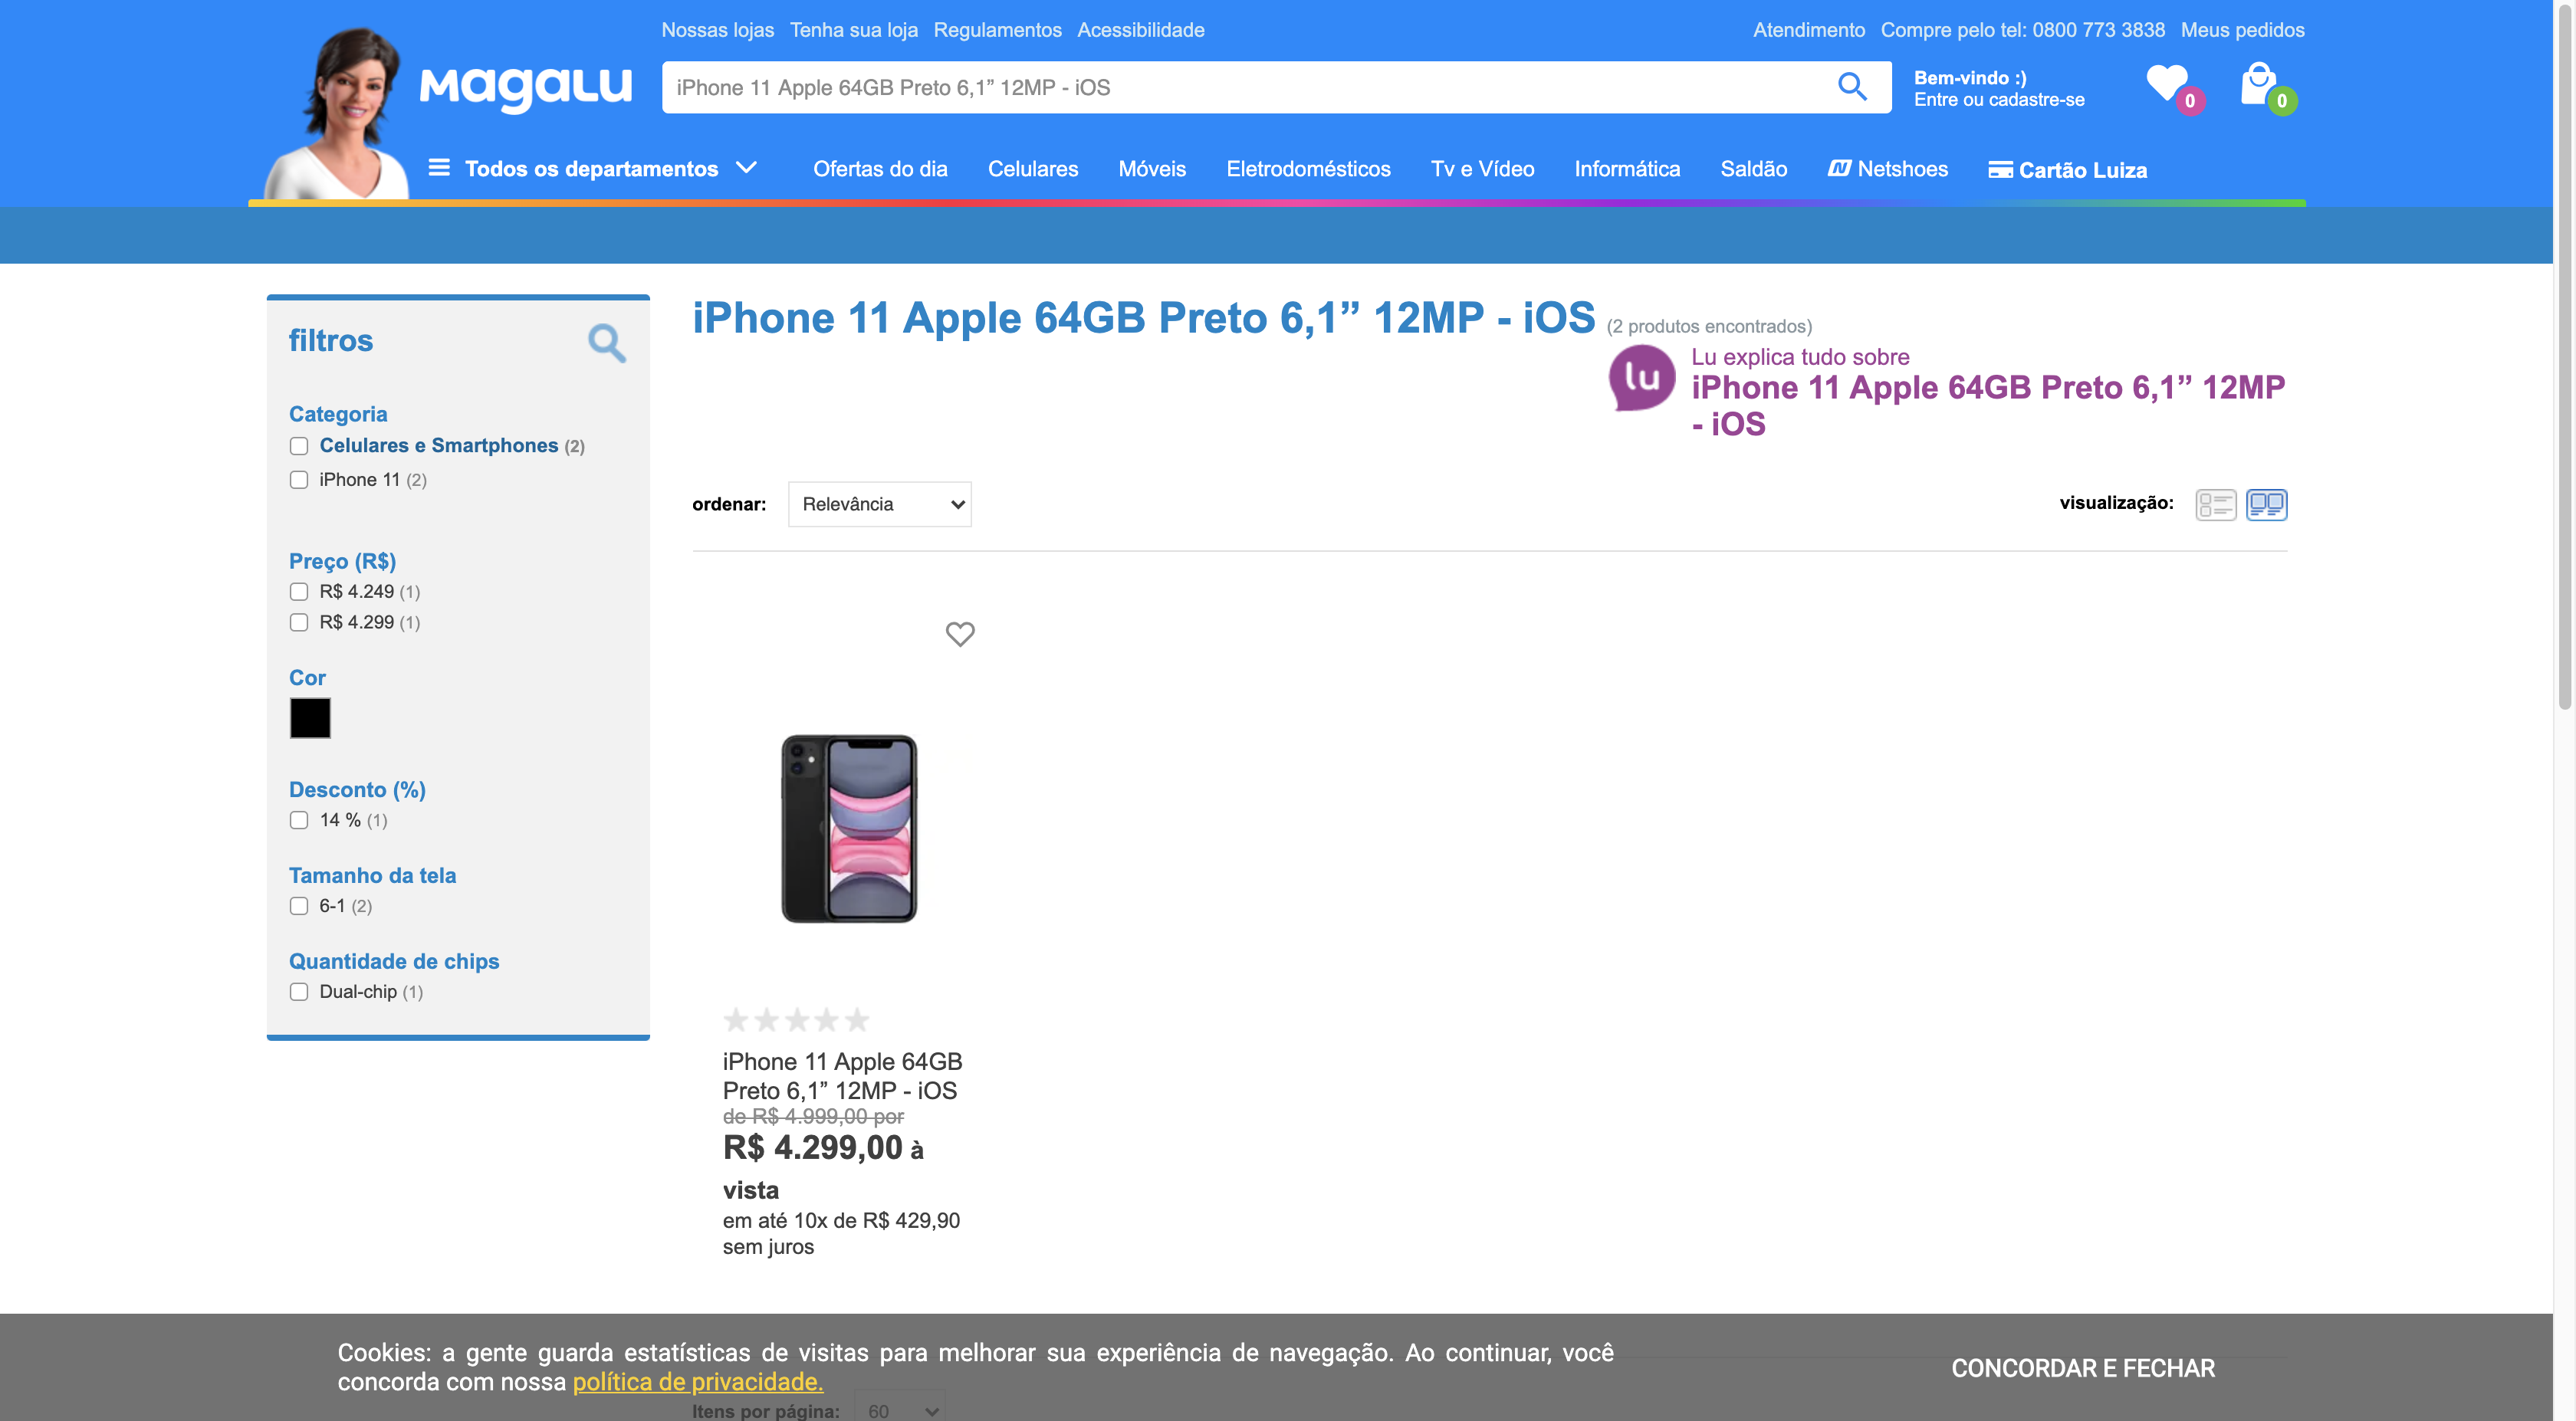 Nossas lojas Tenha sua loja Regulamentos Acessibilidade
Atendimento Compre pelo tel: 0800 773 3838 Meus pedidos
Magalu
iPhone 11 Apple 64GB Preto 6,1” 12MP - iOS
Bem-vindo :)
Entre ou cadastre-se
0
0
Todos os departamentos
Ofertas do dia Celulares Móveis Eletrodomésticos Tv e Vídeo Informática Saldão N Netshoes Cartão Luiza
filtros
Categoria
Celulares e Smartphones (2)
iPhone 11 (2)
Preço (R$)
R$ 4.249 (1)
R$ 4.299 (1)
Cor
Desconto (%)
14 % (1)
Tamanho da tela
6-1 (2)
Quantidade de chips
Dual-chip (1)
iPhone 11 Apple 64GB Preto 6,1” 12MP - iOS (2 produtos encontrados)
lu
Lu explica tudo sobre
iPhone 11 Apple 64GB Preto 6,1” 12MP
- iOS
ordenar: Relevância
visualização:
iPhone 11 Apple 64GB
Preto 6,1” 12MP - iOS
de R$ 4.999,00 por
R$ 4.299,00 à
vista
em até 10x de R$ 429,90
sem juros
Cookies: a gente guarda estatísticas de visitas para melhorar sua experiência de navegação. Ao continuar, você
concorda com nossa política de privacidade.
CONCORDAR E FECHAR
Itens por página: 60